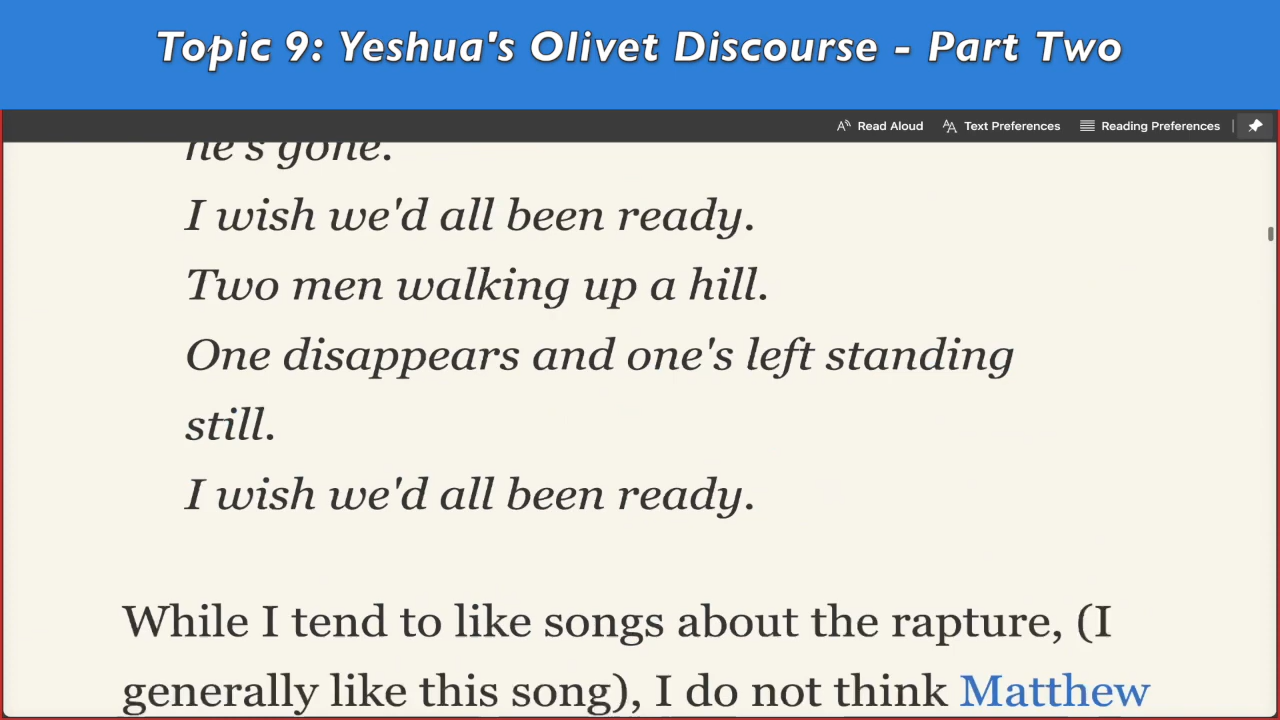 Topic 9: Yeshua's Olivet Discourse - Part Two
Read Aloud Text Preferences Reading Preferences
he's gone.
I wish we'd all been ready.
Two men walking up a hill.
One disappears and one's left standing
still.
I wish we'd all been ready.
While I tend to like songs about the rapture, (I
generally like this song), I do not think Matthew